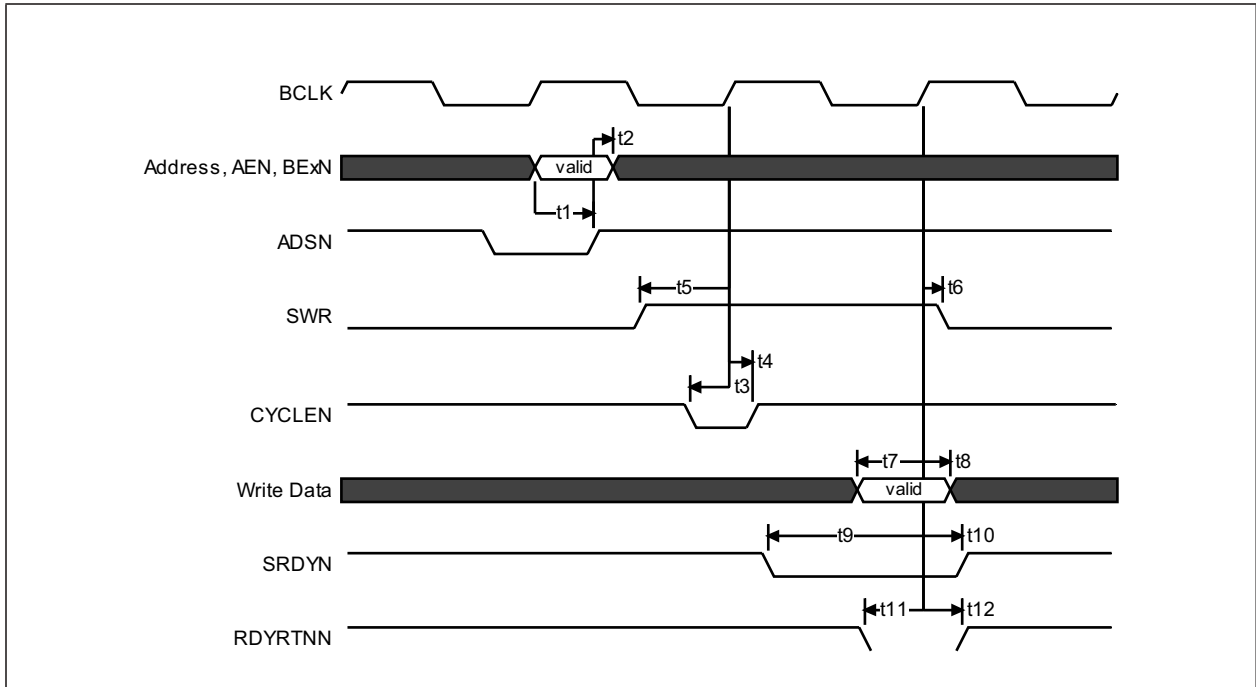 BCLK
t2
Address, AEN, BExN
valid
t1
ADSN
t5
t6
SWR
t4
t3
CYCLEN
t7
t8
Write Data
valid
t9
t10
SRDYN
t11
t12
RDYRTNN